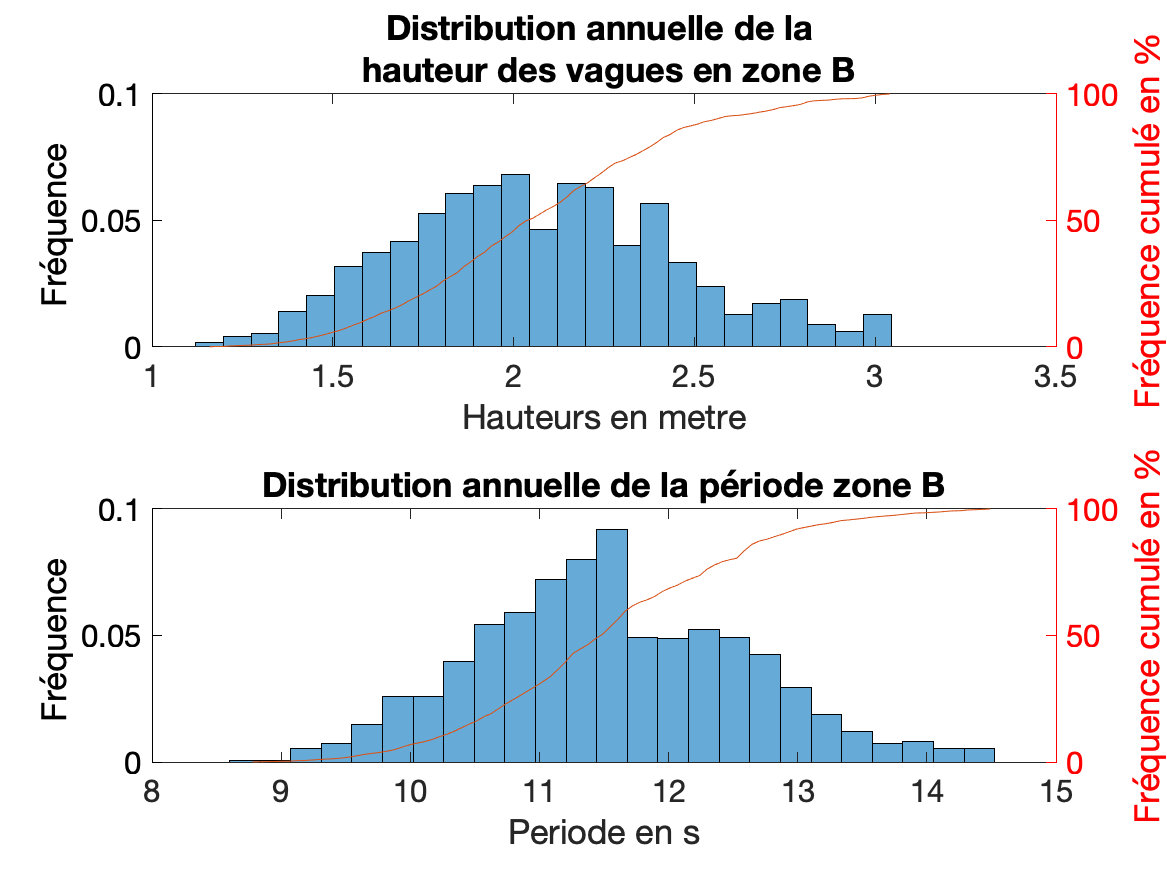 Distribution annuelle de la
hauteur des vagues en zone B
0.1
0.05
0
Fréquence
100
50
0
Fréquence cumulé en %
1 1.5 2 2.5 3 3.5
Hauteurs en metre
Distribution annuelle de la période zone B
0.1
0.05
0
Fréquence
100
50
0
Fréquence cumulé en %
8 9 10 11 12 13 14 15
Periode en s